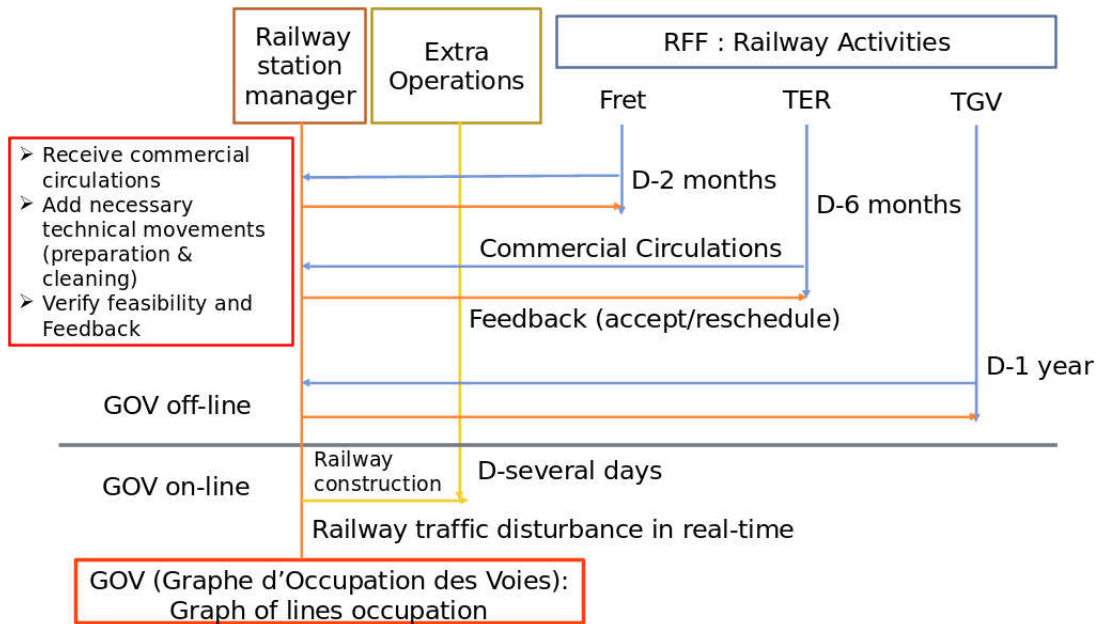 Railway
station
manager
Extra
Operations
RFF : Railway Activities
Fret
TER
TGV
➢ Receive commercial
circulations
➢ Add necessary
technical movements
(preparation &
cleaning)
➢ Verify feasibility and
Feedback
D-2 months
D-6 months
Commercial Circulations
Feedback (accept/reschedule)
D-1 year
GOV off-line
GOV on-line
Railway
construction
D-several days
Railway traffic disturbance in real-time
GOV (Graphe d’Occupation des Voies):
Graph of lines occupation